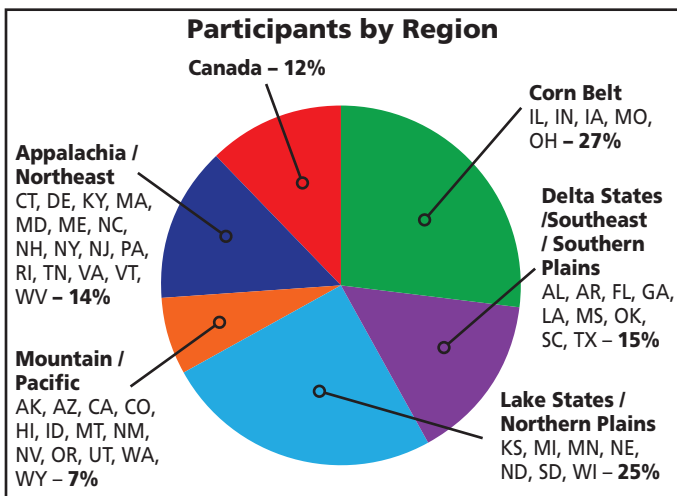 Participants by Region
Canada – 12%
Corn Belt
IL, IN, IA, MO,
OH – 27%
Delta States
/Southeast
/ Southern
Plains
AL, AR, FL, GA,
LA, MS, OK,
SC, TX – 15%
Lake States /
Northern Plains
KS, MI, MN, NE,
ND, SD, WI – 25%
Mountain /
Pacific
AK, AZ, CA, CO,
HI, ID, MT, NM,
NV, OR, UT, WA,
WY – 7%
Appalachia /
Northeast
CT, DE, KY, MA,
MD, ME, NC,
NH, NY, NJ, PA,
RI, TN, VA, VT,
WV – 14%